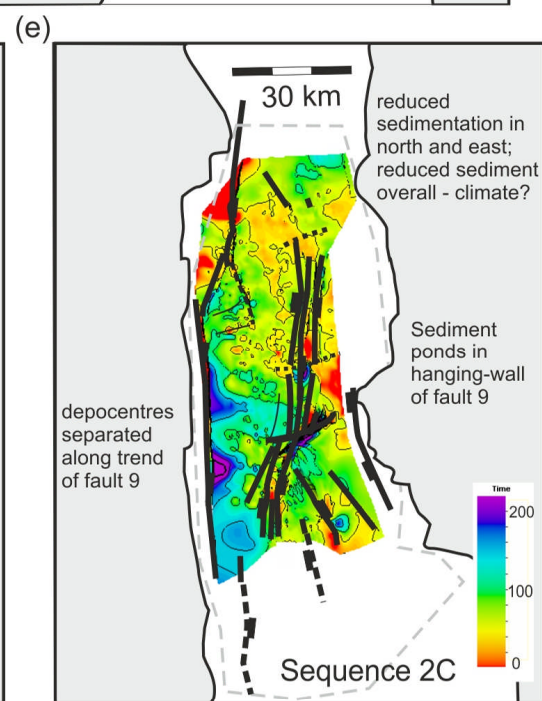 (e)
30 km
reduced
sedimentation in
north and east;
reduced sediment
overall - climate?
Sediment
ponds in
hanging-wall
of fault 9
depocentres
separated
along trend
of fault 9
Time
200
100
0
Sequence 2C